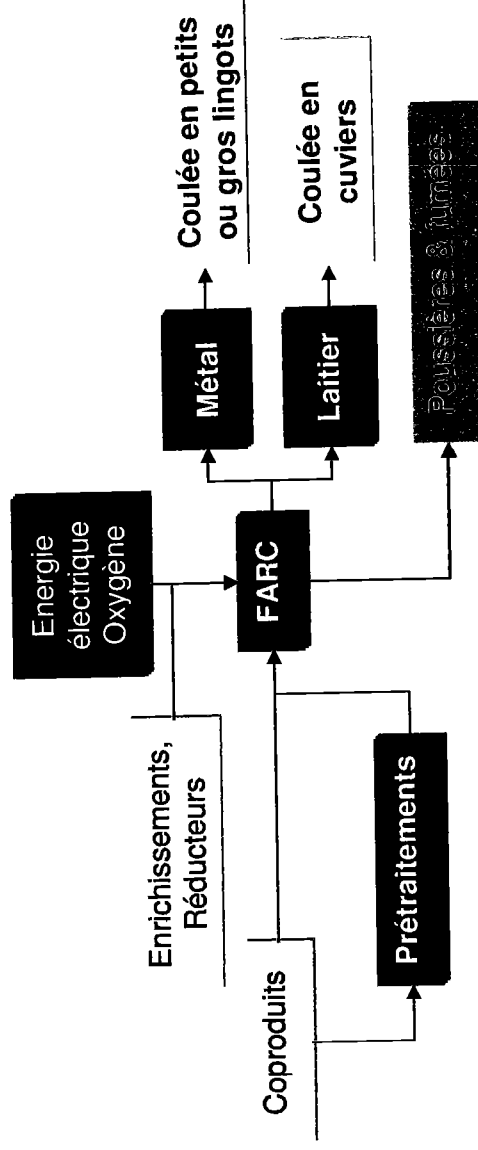 Energie
électrique
Oxygène
Enrichissements,
Réducteurs
Coproduits
Prétraitements
FARC
Métal
Laitier
Coulée en petits
ou gros lingots
Coulée en
cuviers
Poussières & fumées